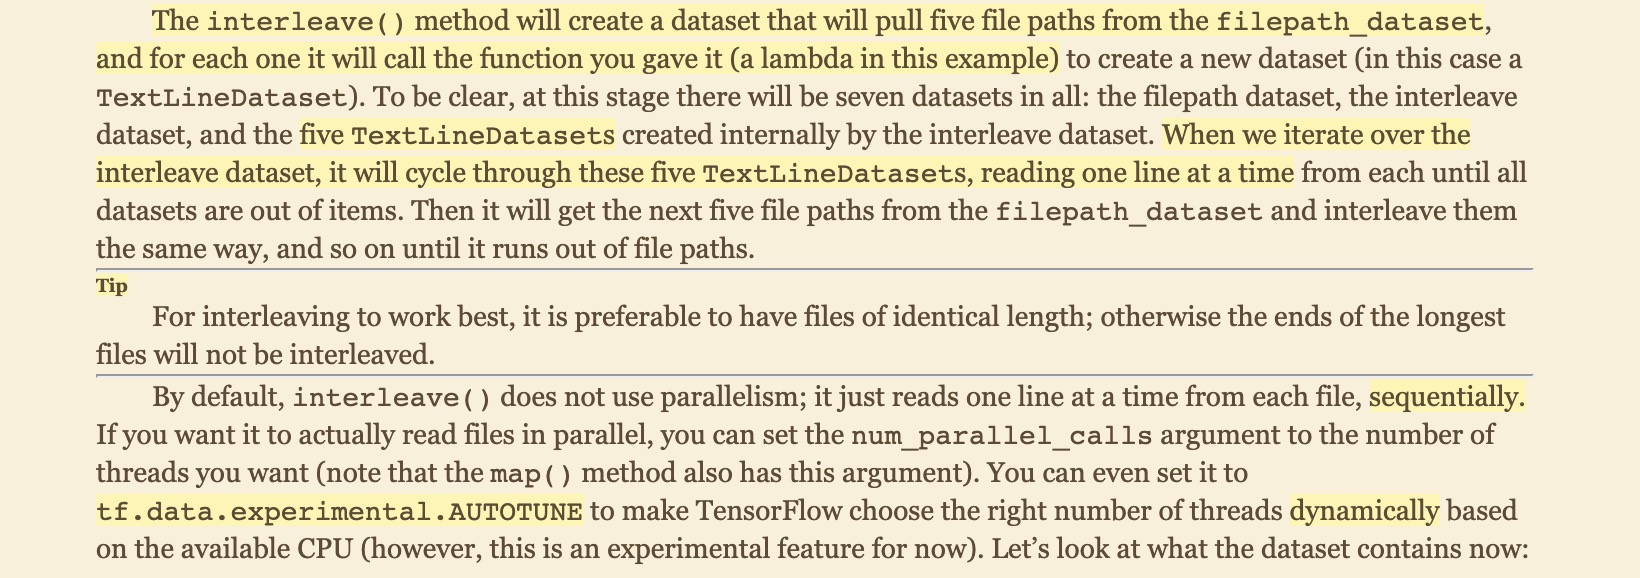 The interleave() method will create a dataset that will pull five file paths from the filepath_dataset,
and for each one it will call the function you gave it (a lambda in this example) to create a new dataset (in this case a
TextLineDataset). To be clear, at this stage there will be seven datasets in all: the filepath dataset, the interleave
dataset, and the five TextLineDatasets created internally by the interleave dataset. When we iterate over the
interleave dataset, it will cycle through these five TextLineDatasets, reading one line at a time from each until all
datasets are out of items. Then it will get the next five file paths from the filepath_dataset and interleave them
the same way, and so on until it runs out of file paths.
Tip
For interleaving to work best, it is preferable to have files of identical length; otherwise the ends of the longest
files will not be interleaved.
By default, interleave() does not use parallelism; it just reads one line at a time from each file, sequentially.
If you want it to actually read files in parallel, you can set the num_parallel_calls argument to the number of
threads you want (note that the map() method also has this argument). You can even set it to
tf.data.experimental.AUTOTUNE to make TensorFlow choose the right number of threads dynamically based
on the available CPU (however, this is an experimental feature for now). Let’s look at what the dataset contains now: